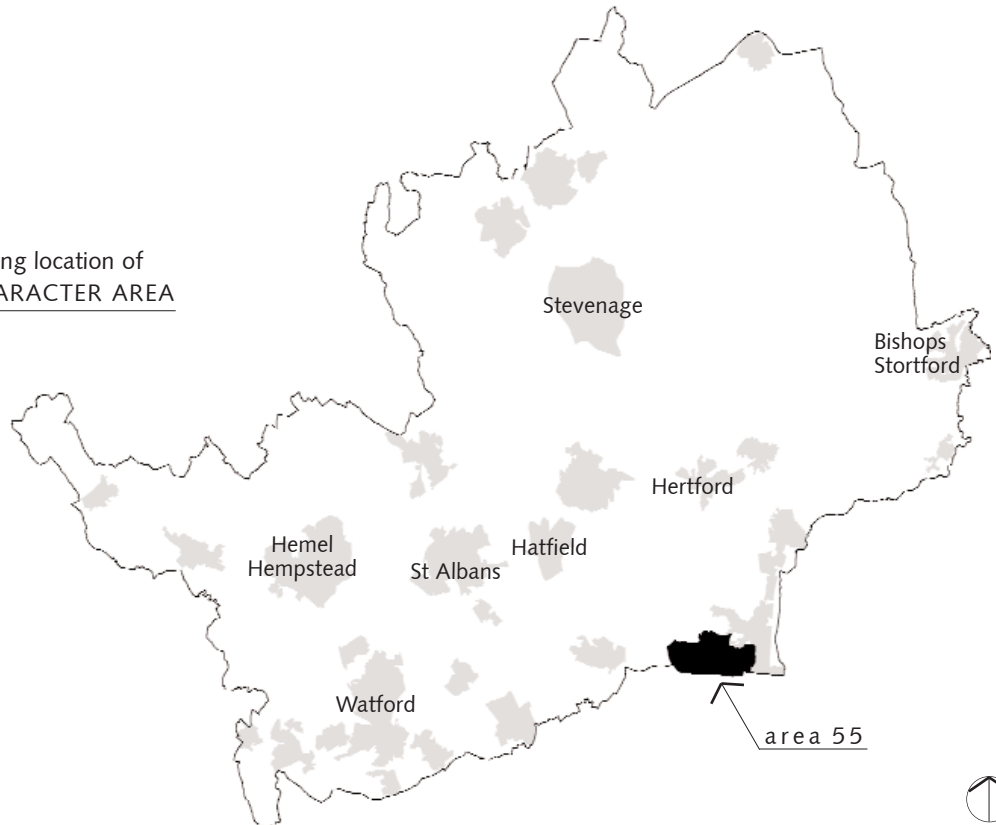 ng location of
ARACTER AREA
Stevenage
Bishops
Stortford
Hertford
Hemel
Hempstead
St Albans
Hatfield
Watford
area 55